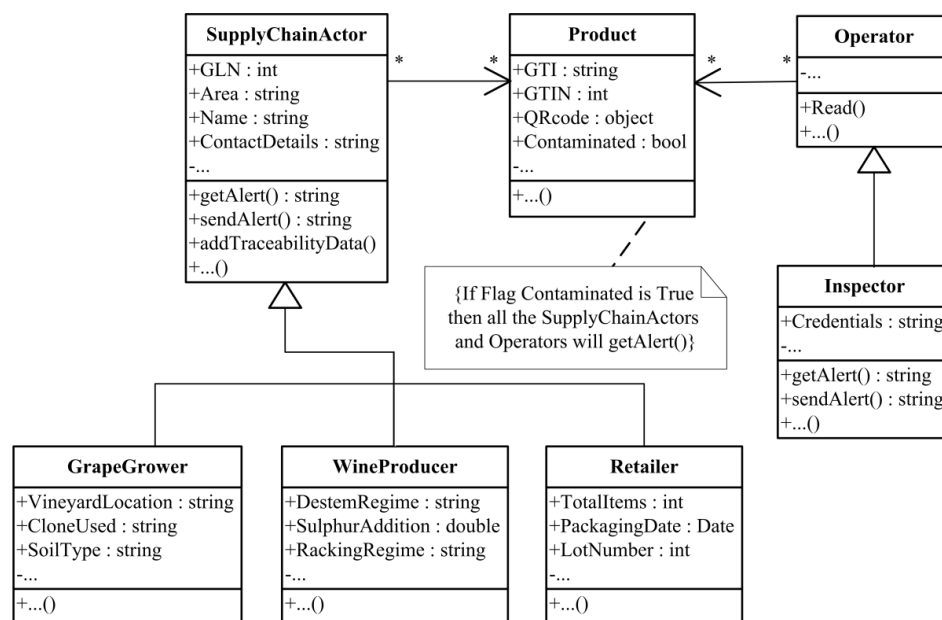 SupplyChainActor
+GLN : int
+Area : string
+Name : string
+ContactDetails : string
-...
+getAlert() : string
+sendAlert() : string
+addTraceabilityData()
+...()
*
*
Product
+GTI : string
+GTIN : int
+QRcode : object
+Contaminated : bool
-...
+...()
*
*
Operator
-...
+Read()
+...()
{If Flag Contaminated is True
then all the SupplyChainActors
and Operators will getAlert()}
Inspector
+Credentials : string
-...
+getAlert() : string
+sendAlert() : string
+...()
GrapeGrower
+VineyardLocation : string
+CloneUsed : string
+SoilType : string
-...
+...()
WineProducer
+DestemRegime : string
+SulphurAddition : double
+RackingRegime : string
-...
+...()
Retailer
+TotalItems : int
+PackagingDate : Date
+LotNumber : int
-...
+...()